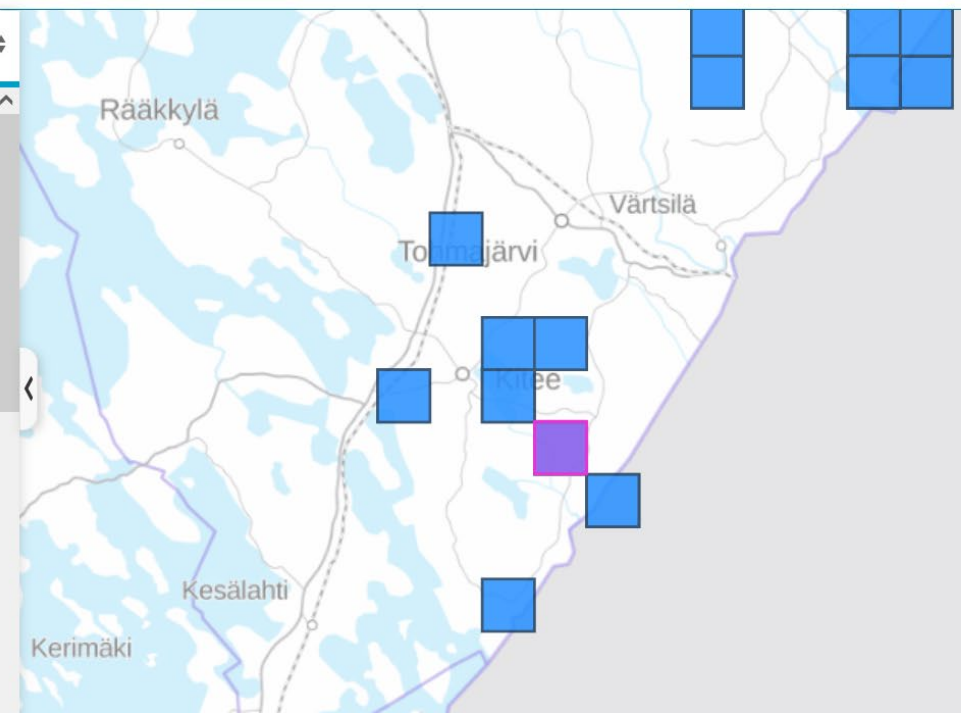 Rääkkylä
Värtsilä
Tohmajärvi
Kitee
Kesälahti
Kerimäki